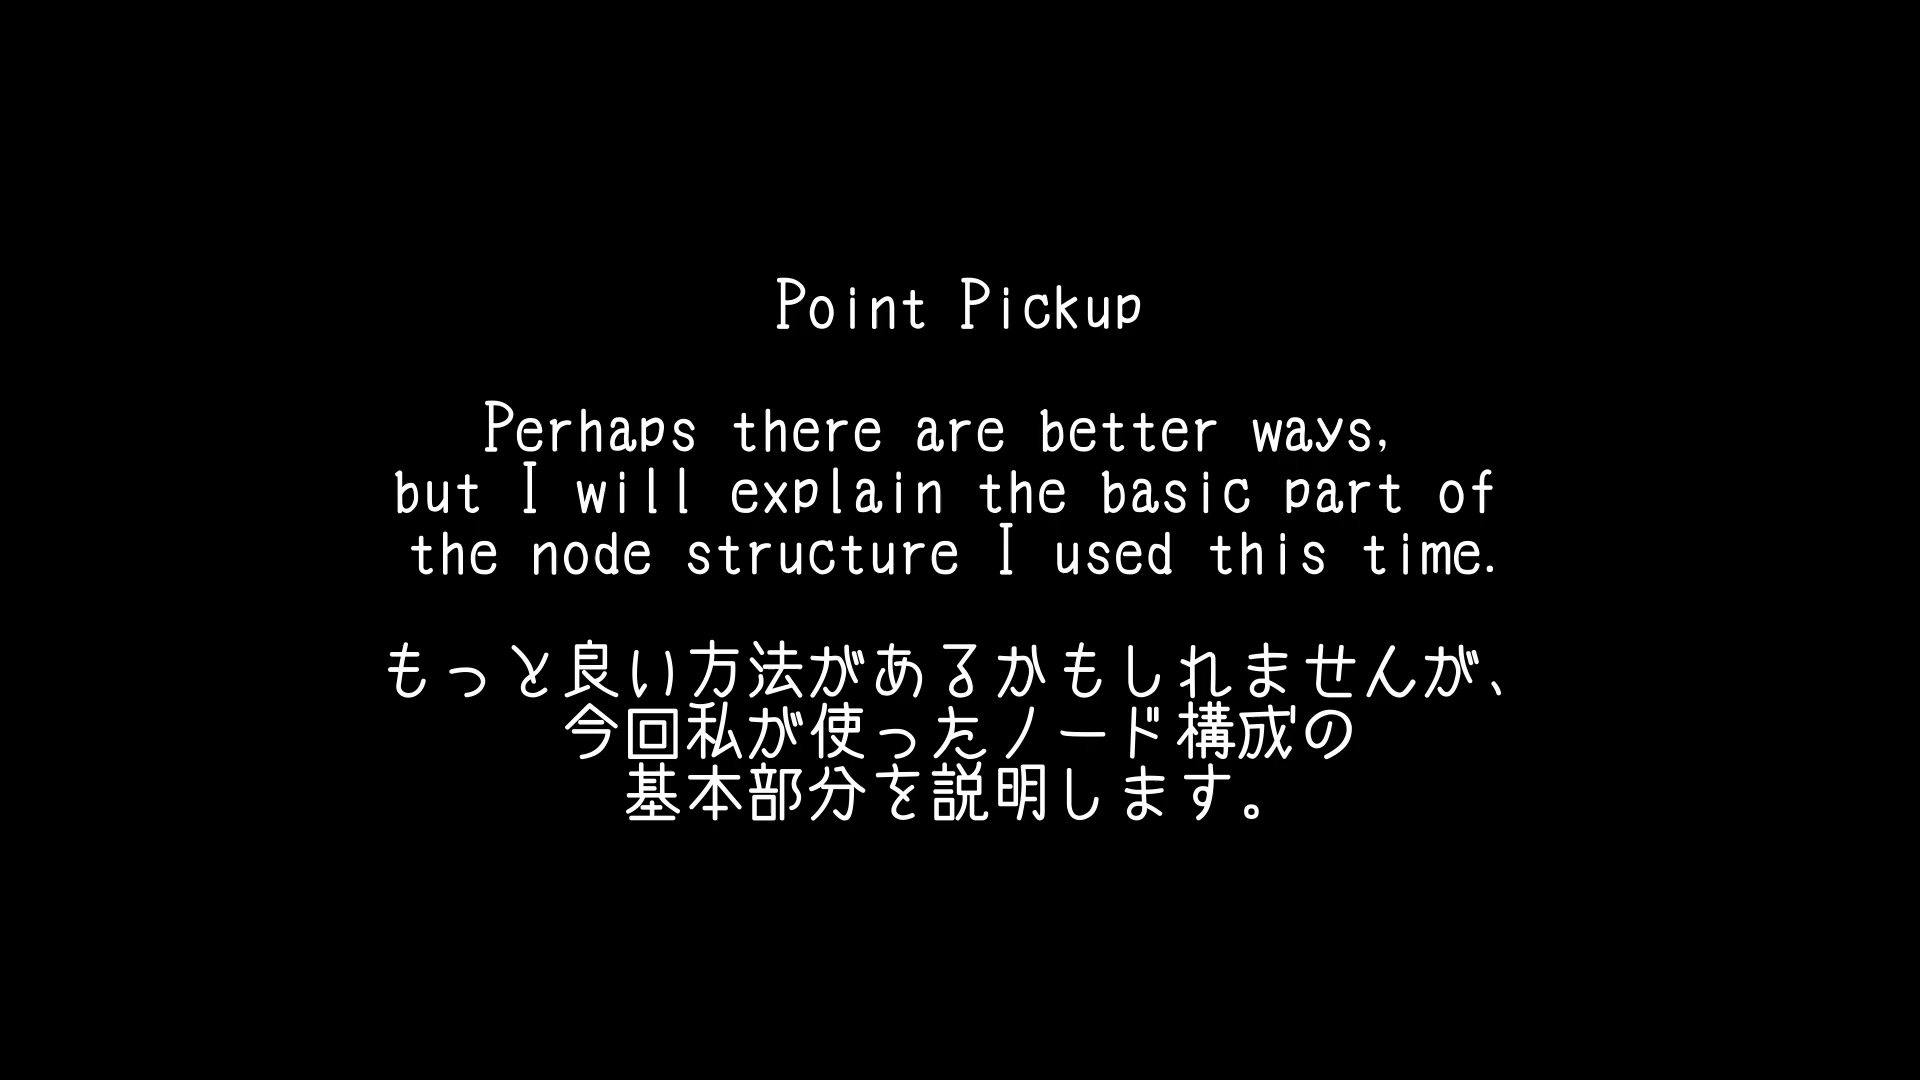 Point Pickup
Perhaps there are better ways,
but I will explain the basic part of
the node structure I used this time.
もっと良い方法があるかもしれませんが、
今回私が使ったノード構成の
基本部分を説明します。